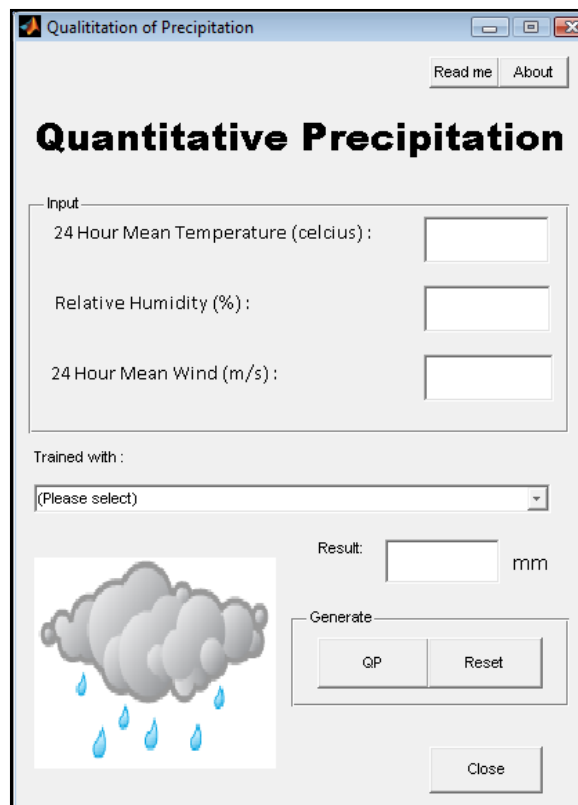 Qualititation of Precipitation
Read me About
Quantitative Precipitation
Input
24 Hour Mean Temperature (celcius) :
Relative Humidity (%) :
24 Hour Mean Wind (m/s) :
Trained with :
(Please select)
Result: mm
Generate
QP Reset
Close